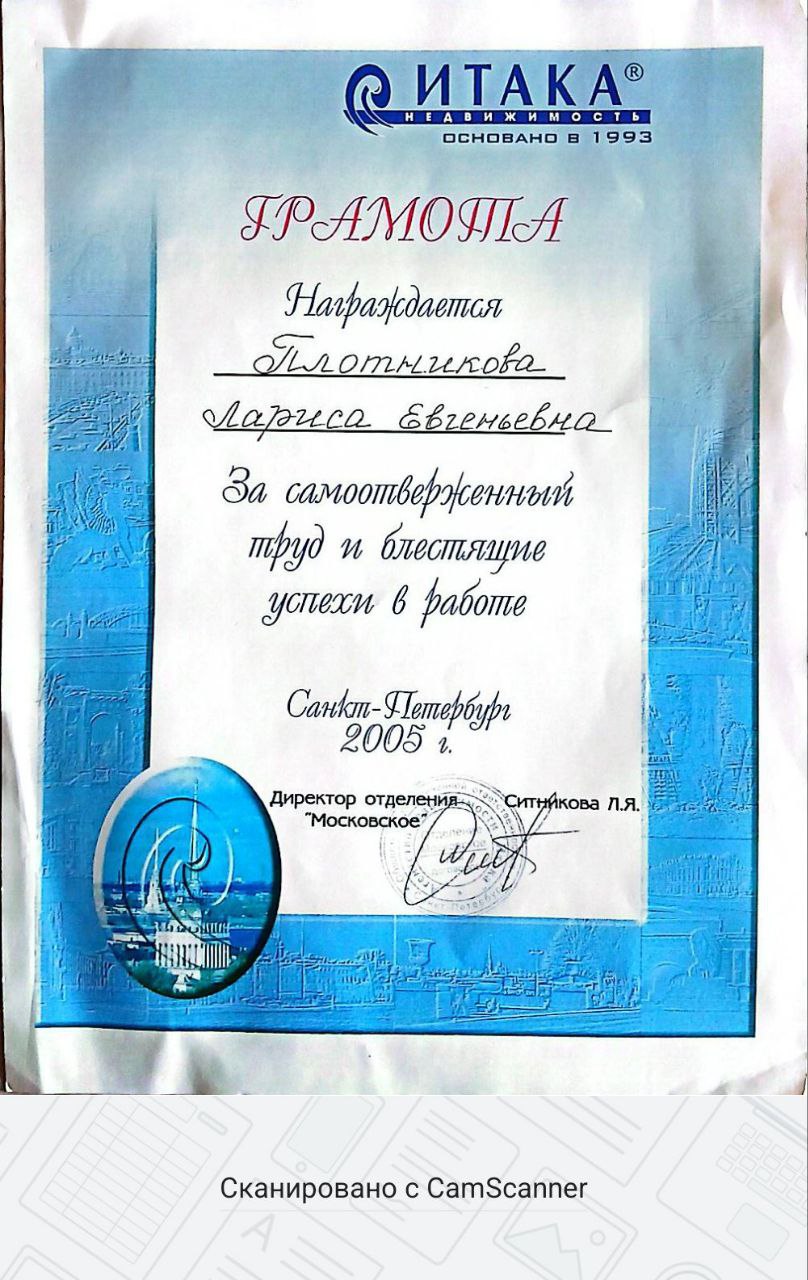 ИТАКА®
НЕДВИЖИМОСТЬ
ОСНОВАНО В 1993
ГРАМОТА
Награждается
Плотникова
Лариса Евгеньевна
За самоотверженный
труд и блестящие
успехи в работе
Санкт-Петербург
2005 г.
Директор отделения Ситникова Л.Я.
"Московское"
Сканировано с CamScanner